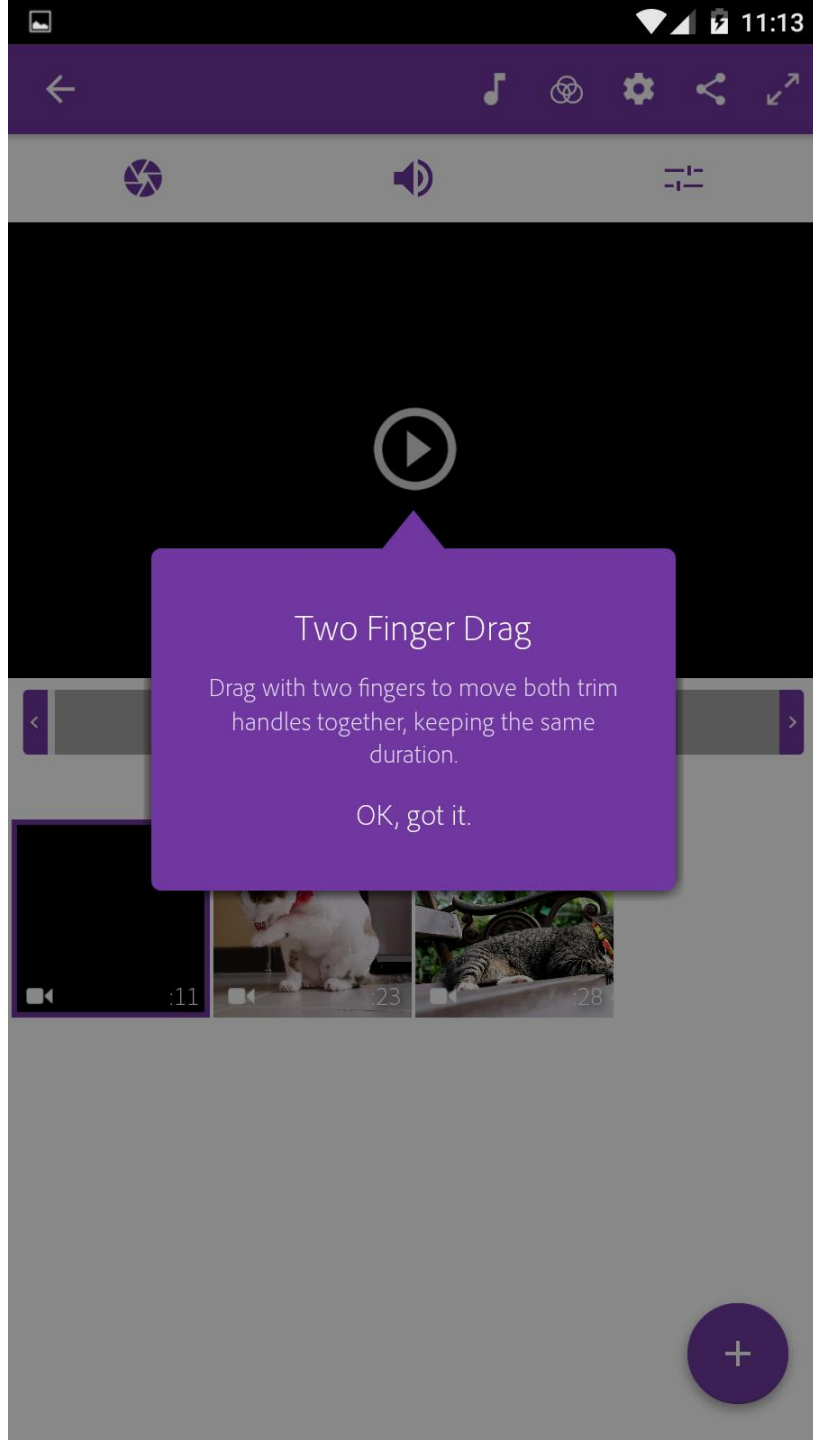 11:13
Two Finger Drag
Drag with two fingers to move both trim
handles together, keeping the same
duration.
OK, got it.
:11
:23
:28